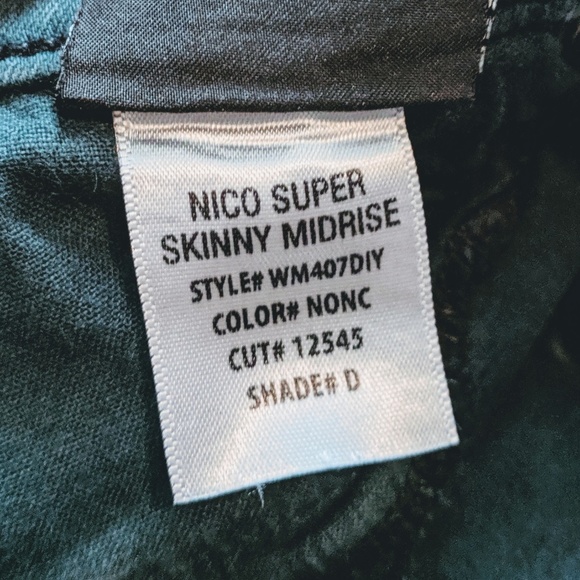 NICO SUPER
SKINNY MIDRISE
STYLE# WM407DIY
COLOR# NONC
CUT# 12545
SHADE# D